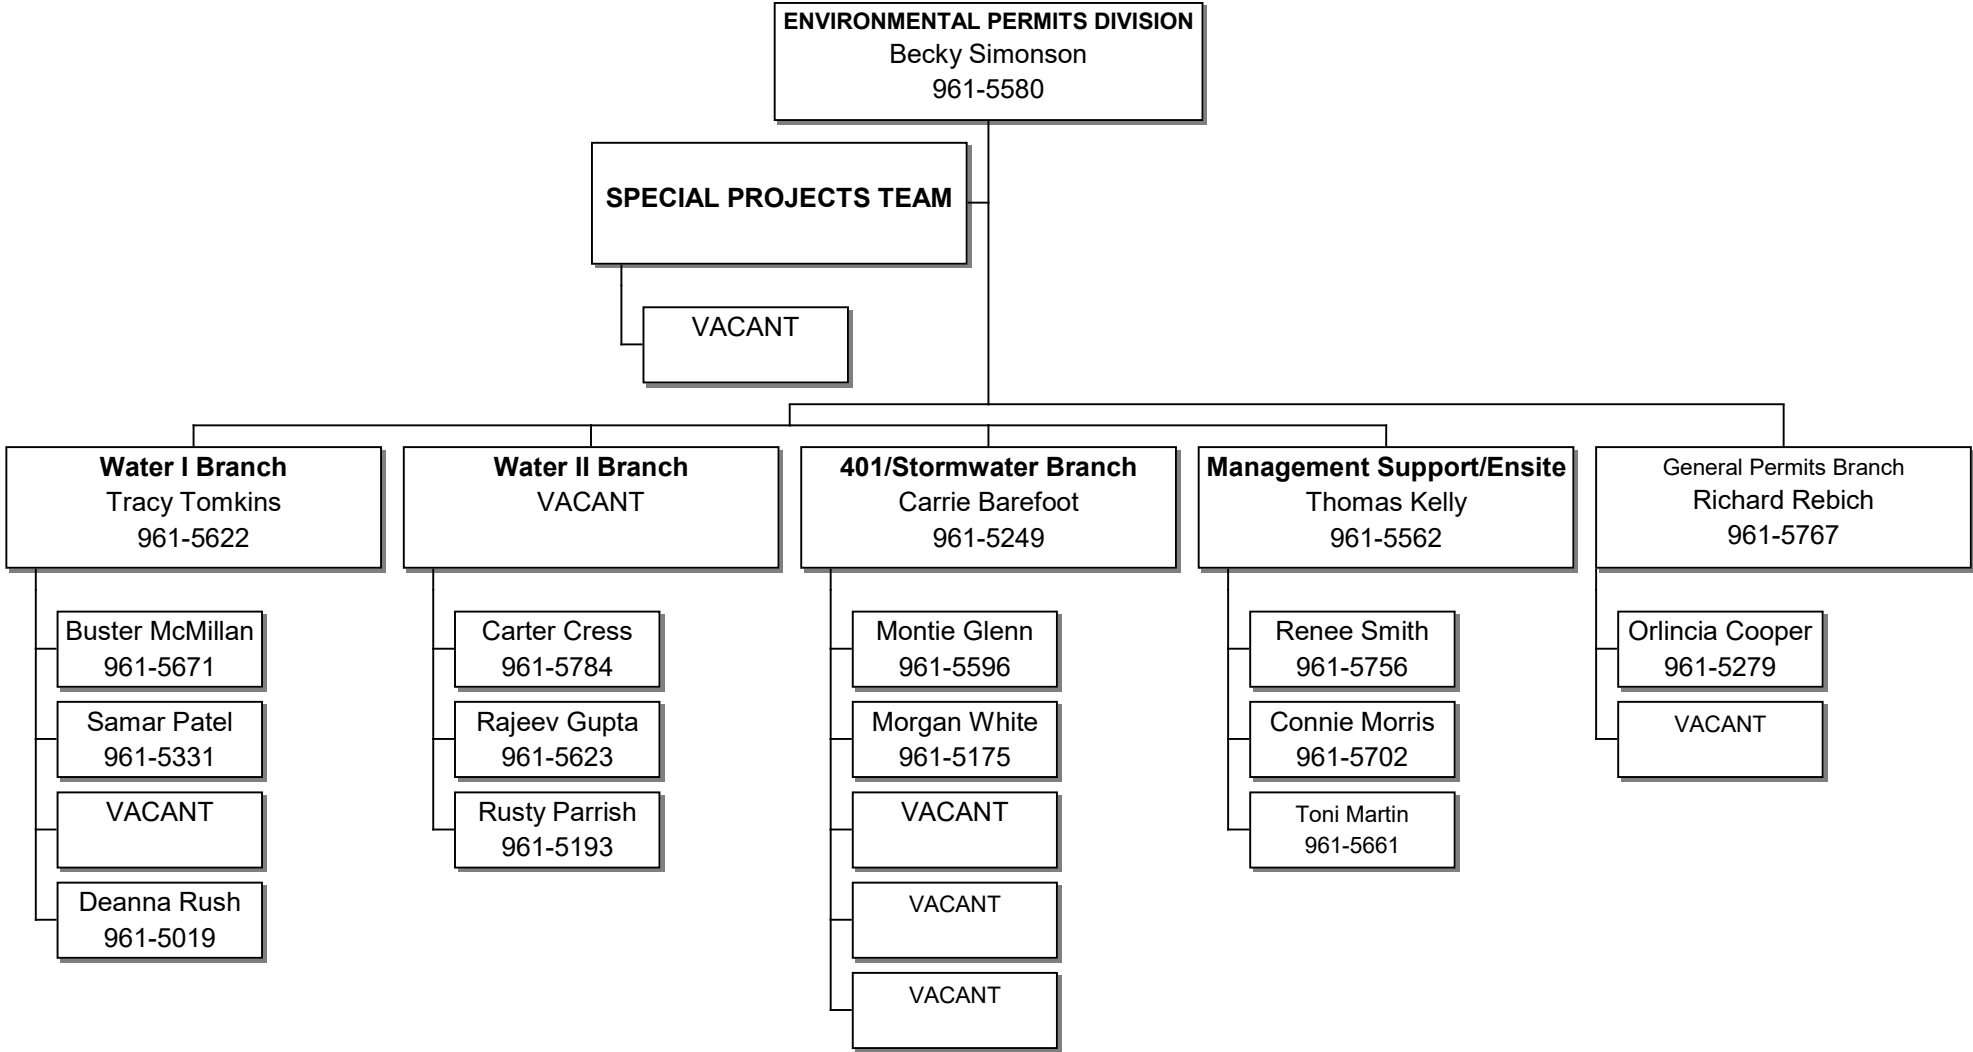 ENVIRONMENTAL PERMITS DIVISION
Becky Simonson
961-5580
SPECIAL PROJECTS TEAM
VACANT
Water I Branch
Tracy Tomkins
961-5622
Buster McMillan
961-5671
Samar Patel
961-5331
VACANT
Deanna Rush
961-5019
Water II Branch
VACANT
Carter Cress
961-5784
Rajeev Gupta
961-5623
Rusty Parrish
961-5193
401/Stormwater Branch
Carrie Barefoot
961-5249
Montie Glenn
961-5596
Morgan White
961-5175
VACANT
VACANT
VACANT
Management Support/Ensite
Thomas Kelly
961-5562
Renee Smith
961-5756
Connie Morris
961-5702
Toni Martin
961-5661
General Permits Branch
Richard Rebich
961-5767
Orlincia Cooper
961-5279
VACANT